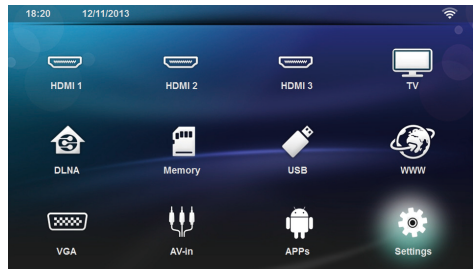 18:20 12/11/2013
HDMI 1 HDMI 2 HDMI 3 TV
DLNA Memory USB WWW
VGA AV-in APPs Settings